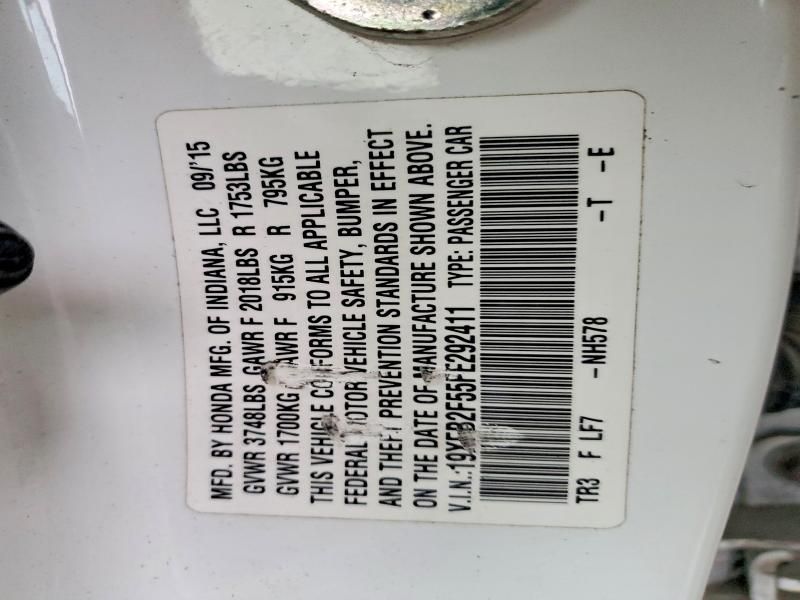 MFD. BY HONDA MFG. OF INDIANA, LLC 09/'15
GVWR 3748LBS GAWR F 2018LBS R 1753LBS
GVWR 1700KG GAWR F 915KG R 795KG
THIS VEHICLE CONFORMS TO ALL APPLICABLE
FEDERAL MOTOR VEHICLE SAFETY, BUMPER,
AND THEFT PREVENTION STANDARDS IN EFFECT
ON THE DATE OF MANUFACTURE SHOWN ABOVE.
V.I.N.: 19XFB2F55FE292411 TYPE: PASSENGER CAR
TR3 F LF7 -NH578 -T -E